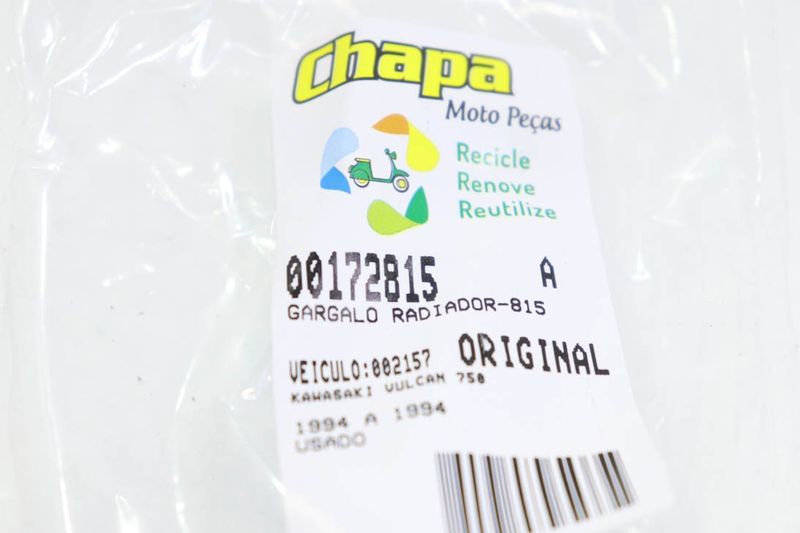 Chapa
Moto Peças
Recicle
Renove
Reutilize
00172815 A
GARGALO RADIADOR-815
VEICULO:002157 ORIGINAL
KAWASAKI VULCAN 750
1994 A 1994
USADO